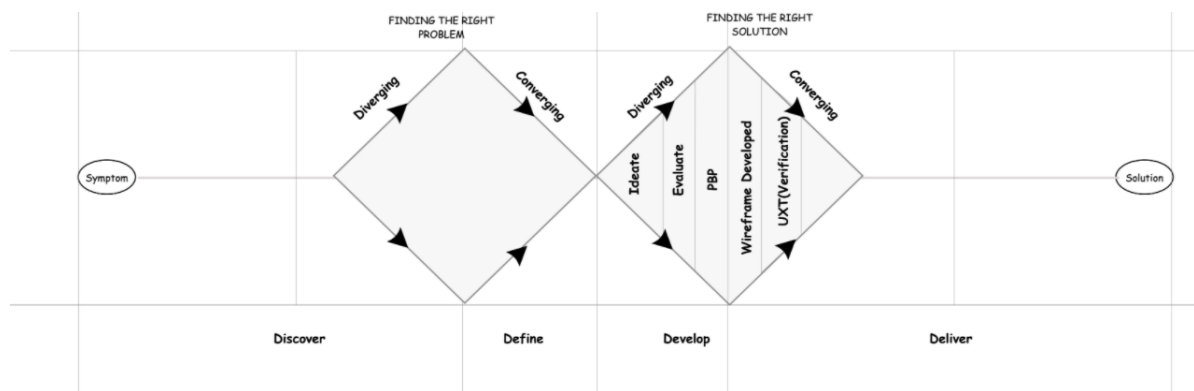 FINDING THE RIGHT
PROBLEM
FINDING THE RIGHT
SOLUTION
Diverging
Converging
Diverging
Converging
Symptom
Ideate
Evaluate
PBP
Wireframe Developed
UXT(Verification)
Solution
Discover
Define
Develop
Deliver